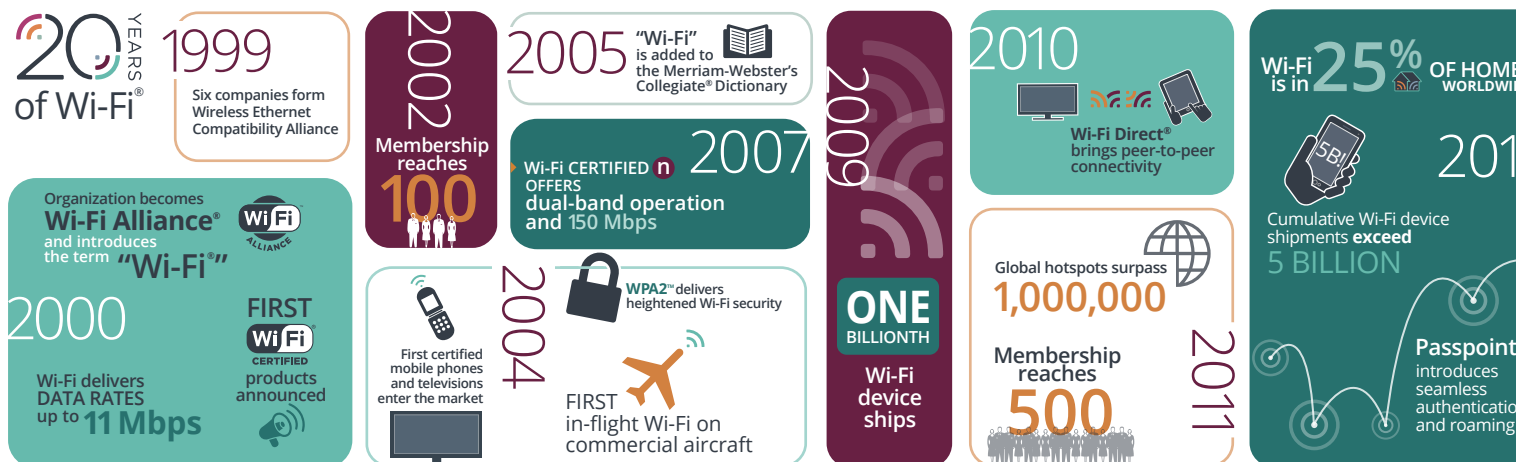 20 YEARS
of Wi-Fi®
1999
Six companies form
Wireless Ethernet
Compatibility Alliance
Organization becomes
Wi-Fi Alliance®
and introduces
the term “Wi-Fi®”
Wi Fi™
ALLIANCE
2000
Wi-Fi delivers
DATA RATES
up to 11 Mbps
FIRST
Wi Fi®
CERTIFIED
products
announced
2002
Membership
reaches
100
2005
“Wi-Fi”
is added to
the Merriam-Webster’s
Collegiate® Dictionary
Wi-Fi CERTIFIED n
OFFERS
dual-band operation
and 150 Mbps
2007
First certified
mobile phones
and televisions
enter the market
2004
WPA2™ delivers
heightened Wi-Fi security
FIRST
in-flight Wi-Fi on
commercial aircraft
2009
ONE
BILLIONTH
Wi-Fi
device
ships
2010
Wi-Fi Direct®
brings peer-to-peer
connectivity
Global hotspots surpass
1,000,000
Membership
reaches
500
2011
Wi-Fi
is in 25%
OF
5B!
Cumulative Wi-Fi device
shipments exceed
5 BILLION
Passpoint
introduces
seamless
and roaming